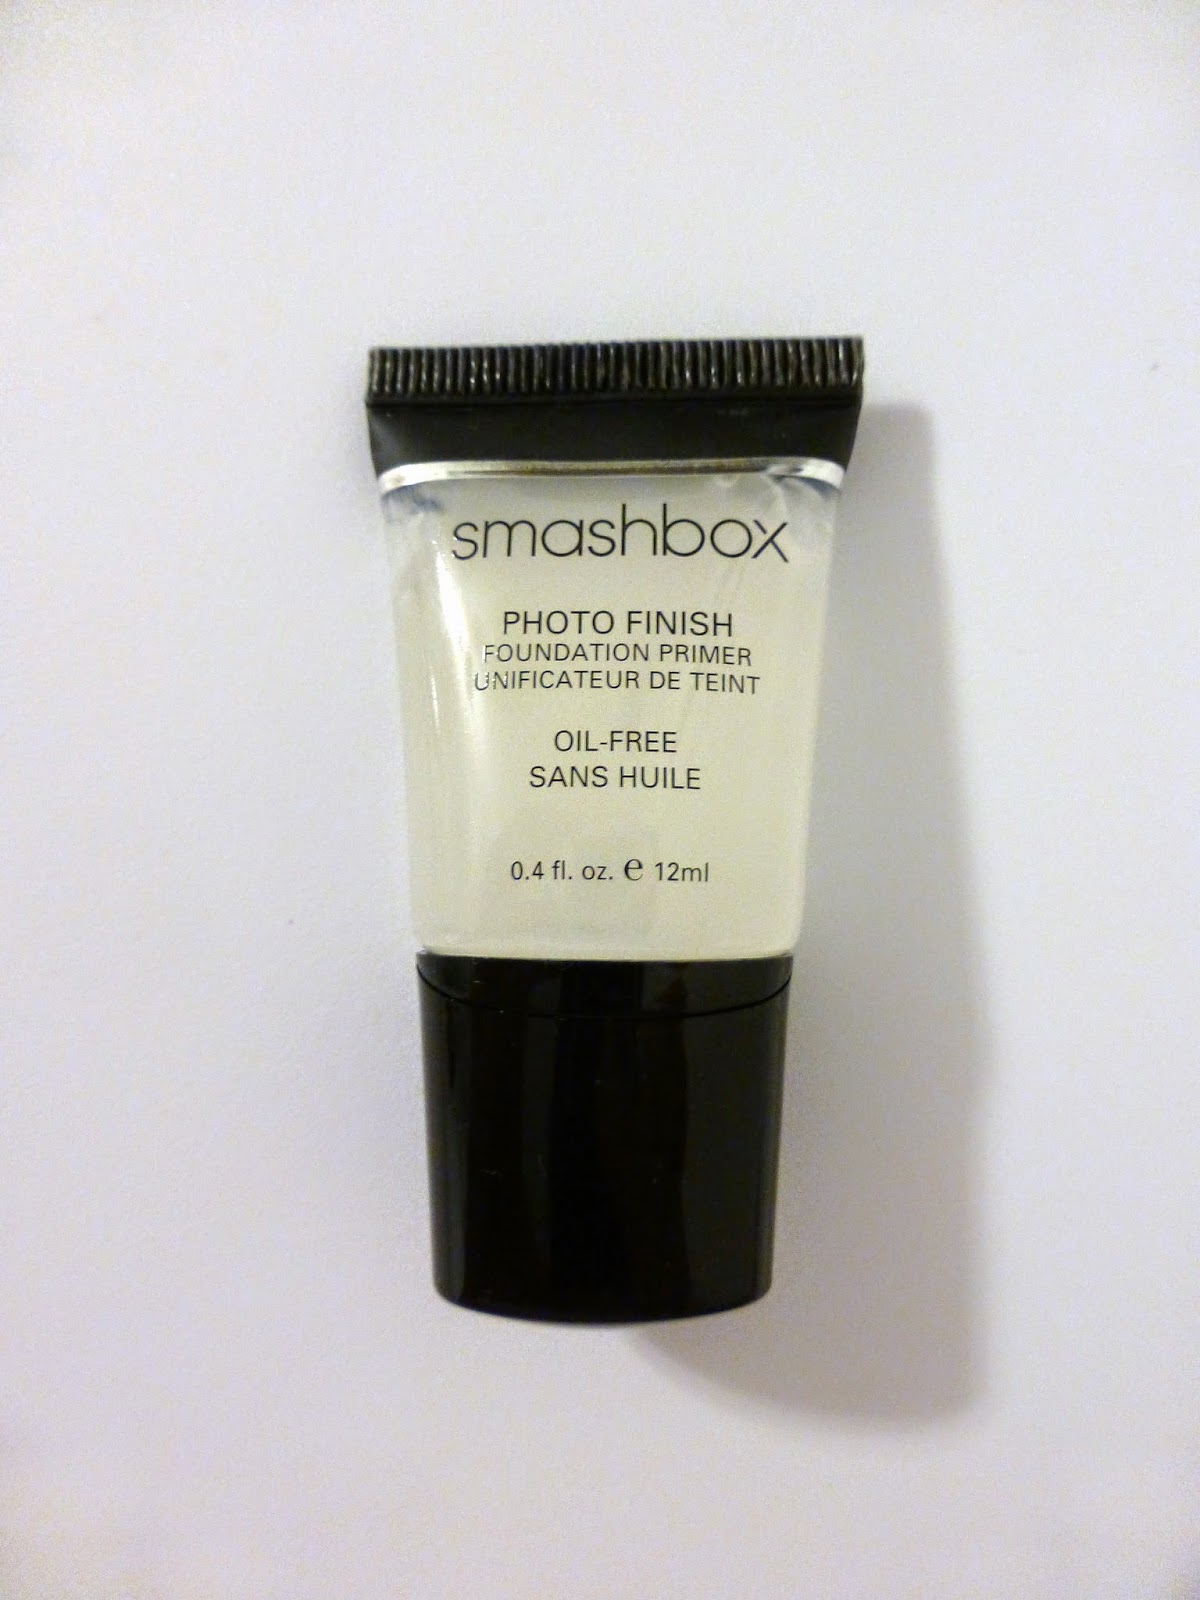 smashbox
PHOTO FINISH
FOUNDATION PRIMER
UNIFICATEUR DE TEINT
OIL-FREE
SANS HUILE
0.4 fl. oz. e 12ml